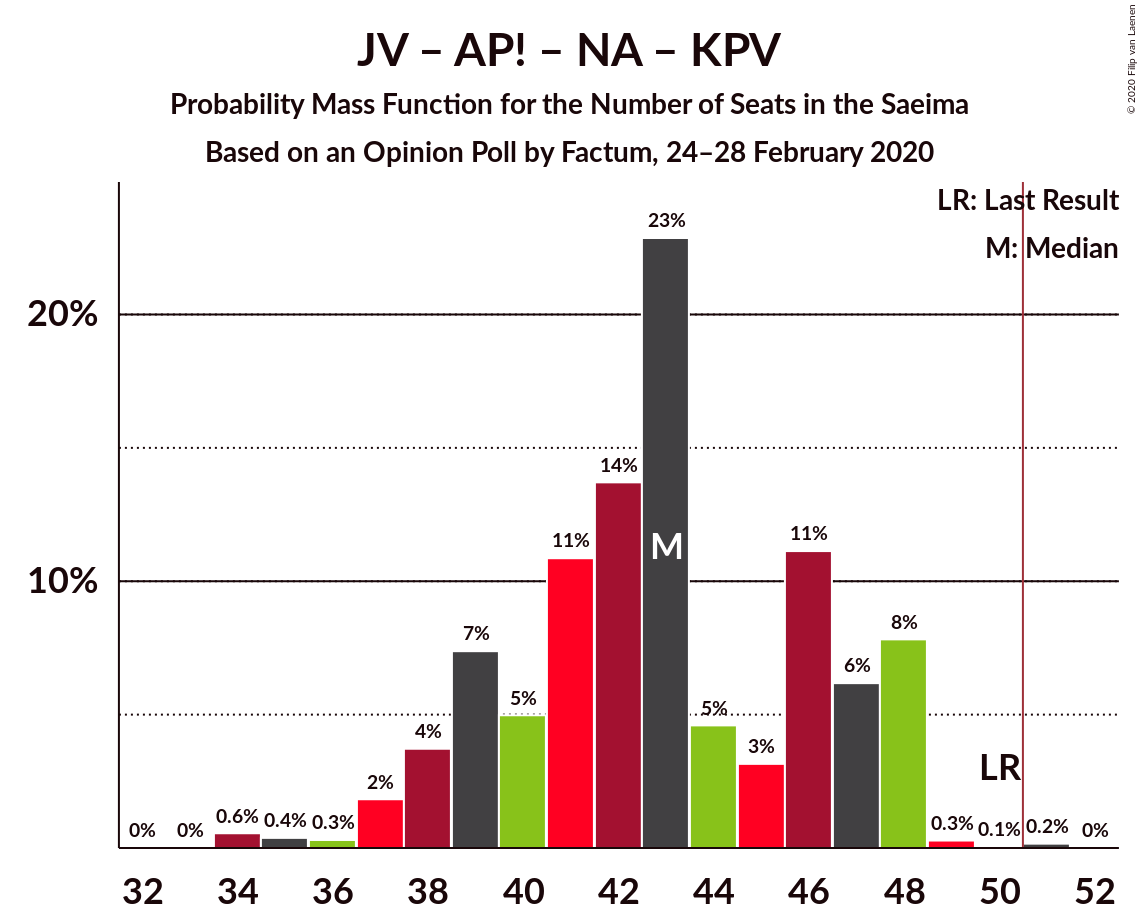 JV – AP! – NA – KPV
Probability Mass Function for the Number of Seats in the Saeima
Based on an Opinion Poll by Factum, 24–28 February 2020
© 2020 Filip van Laenen
LR: Last Result
M: Median
20%
10%
0% 0% 0.6% 0.4% 0.3% 2% 4% 7% 5% 11% 14% 23% 5% 3% 11% 6% 8% 0.3% 0.1% 0.2% 0%
M
LR
32 34 36 38 40 42 44 46 48 50 52